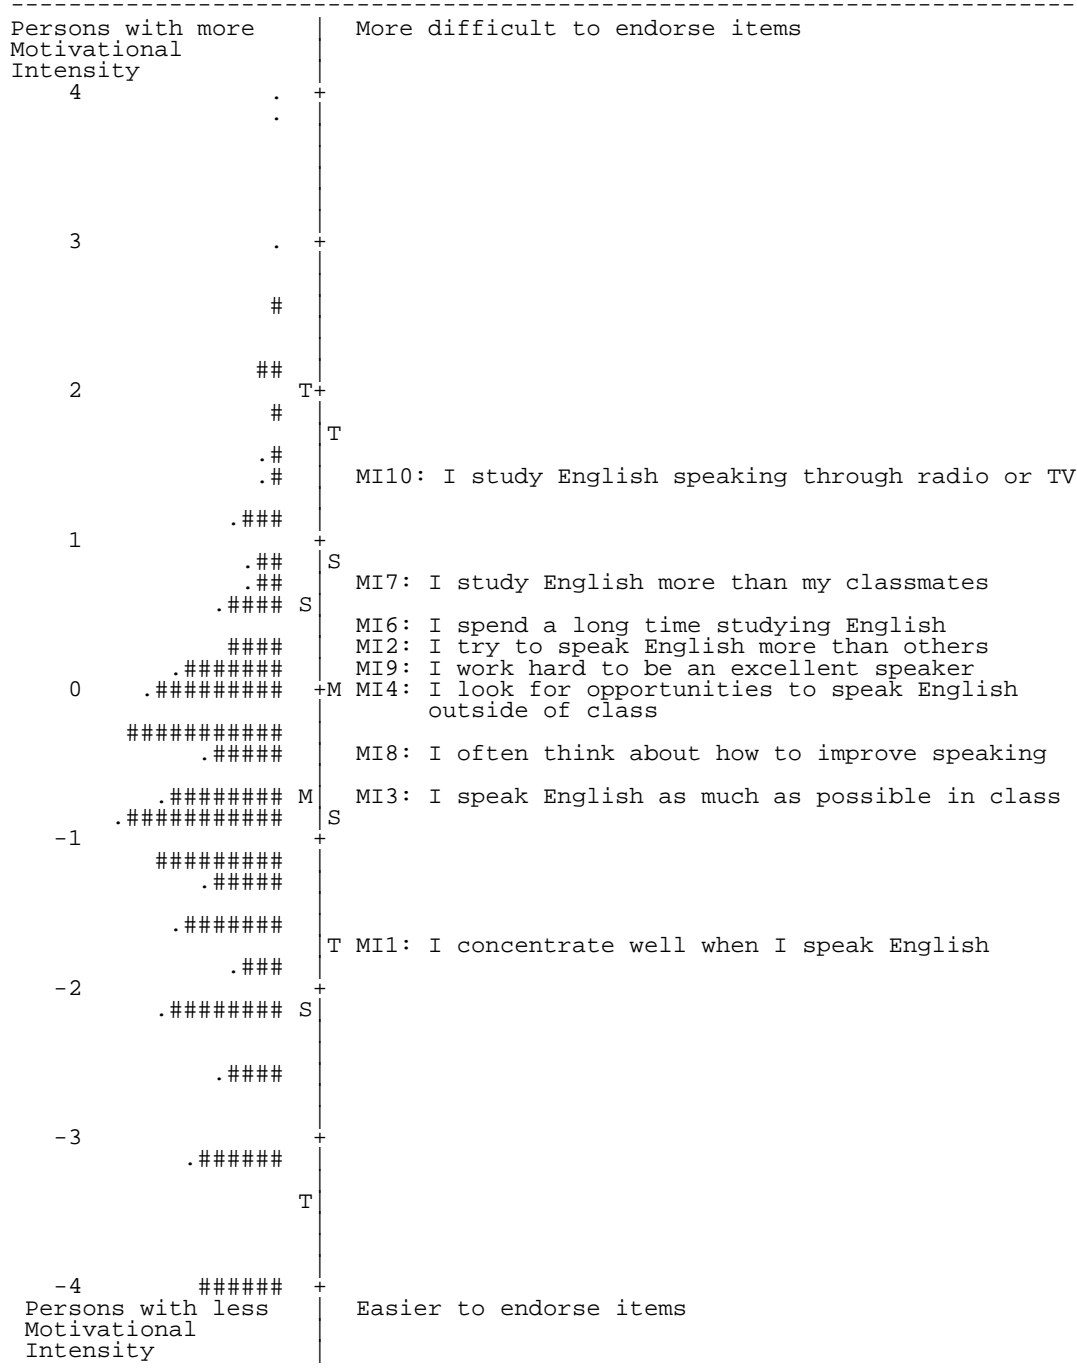 Persons with more | More difficult to endorse items
Motivational |
Intensity |
4 . +
. |
3 . +
# |
## |
2 T+
# |
|T
.# |
.# | MI10: I study English speaking through radio or TV
.### |
1 +
.## |S
.## | MI7: I study English more than my classmates
.#### S|
| MI6: I spend a long time studying English
#### | MI2: I try to speak English more than others
.####### | MI9: I work hard to be an excellent speaker
0 .######### +M MI4: I look for opportunities to speak English
outside of class
########### |
.##### | MI8: I often think about how to improve speaking
.######## M| MI3: I speak English as much as possible in class
.########### |S
-1 +
######### |
.##### |
.####### |
|T MI1: I concentrate well when I speak English
.### |
-2 +
.######## S|
.#### |
-3 +
.###### |
T|
-4 ###### +
Persons with less | Easier to endorse items
Motivational |
Intensity |